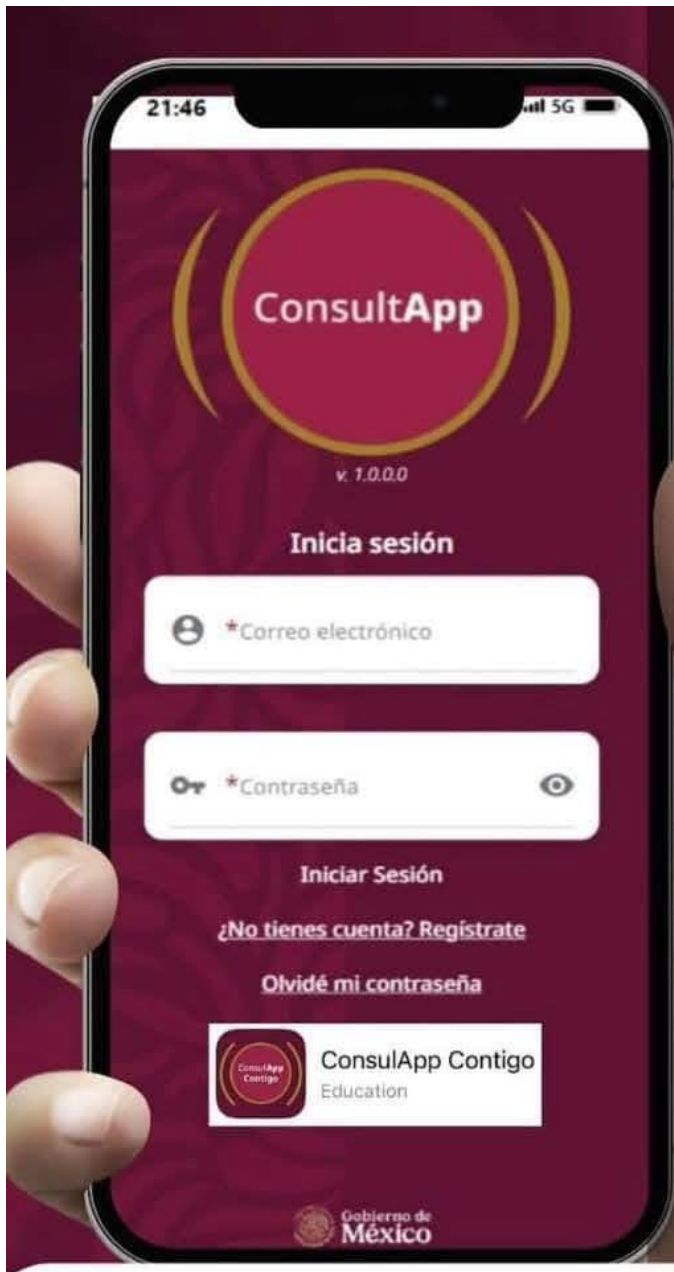 21:46
5G
ConsultApp
v. 1.0.0.0
Inicia sesión
*Correo electrónico
*Contraseña
Iniciar Sesión
¿No tienes cuenta? Regístrate
Olvidé mi contraseña
ConsulApp
Contigo
ConsulApp Contigo
Education
Gobierno de
México